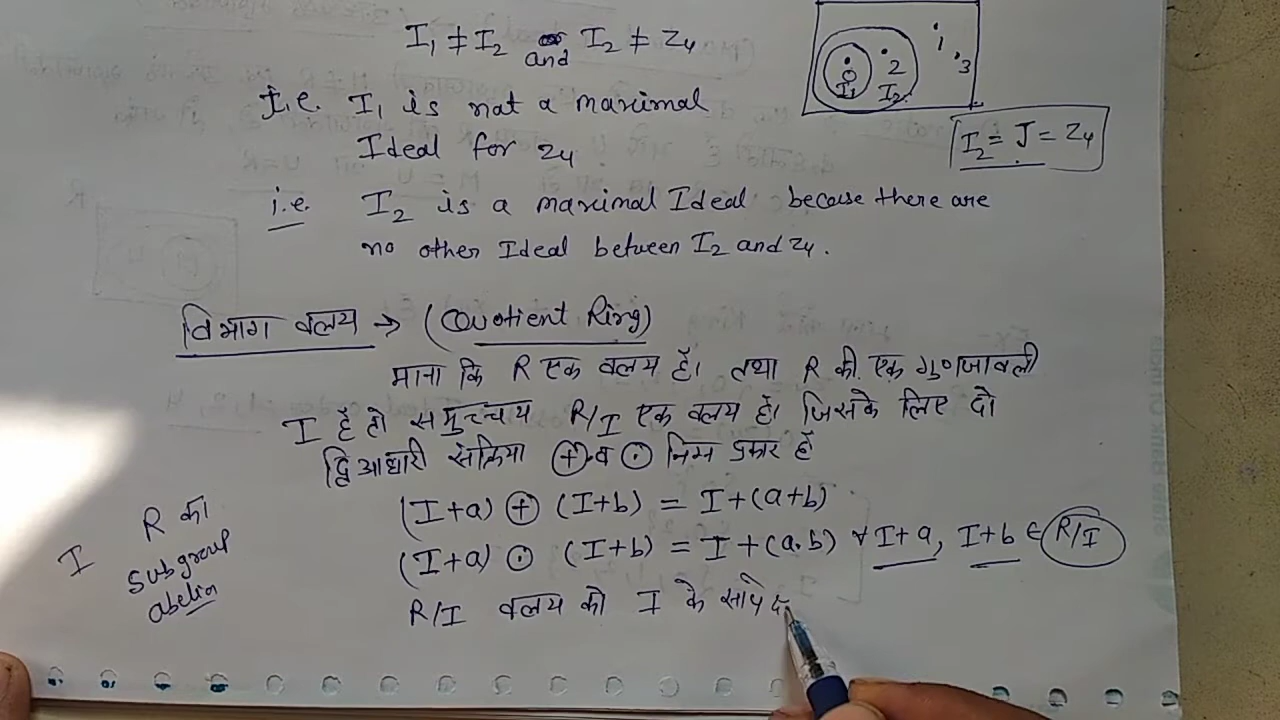 I₁ ≠ I₂ and I₂ ≠ Z₄
i.e. I₁ is not a maximal
Ideal for Z₄
i.e. I₂ is a maximal Ideal because there are
no other Ideal between I₂ and Z₄.
0 I₁ 2 I₂ 1 3
I₂ = J = Z₄
विभाग वलय → (Quotient Ring)
माना कि R एक वलय है। तथा R की एक गुणजावली
I है तो समुच्चय R/I एक वलय है। जिसके लिए दो
द्विआधारी संक्रिया ⊕ व ⊙ निम्न प्रकार है
(I+a) ⊕ (I+b) = I+(a+b)
(I+a) ⊙ (I+b) = I+(a.b) ∀ I+a, I+b ∈ R/I
R/I वलय को I के सापेक्ष
I R का
Subgroup
abelian